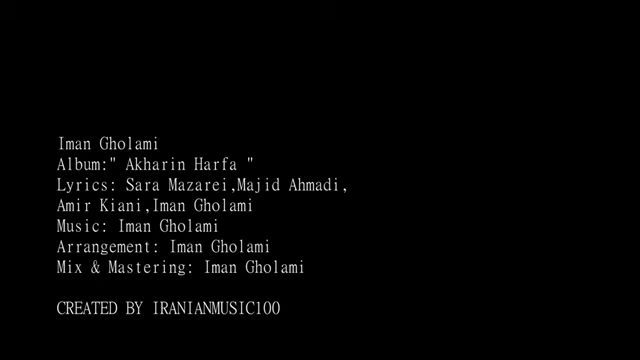 Iman Gholami
Album:" Akharin Harfa "
Lyrics: Sara Mazarei,Majid Ahmadi,
Amir Kiani,Iman Gholami
Music: Iman Gholami
Arrangement: Iman Gholami
Mix & Mastering: Iman Gholami
CREATED BY IRANIANMUSIC100